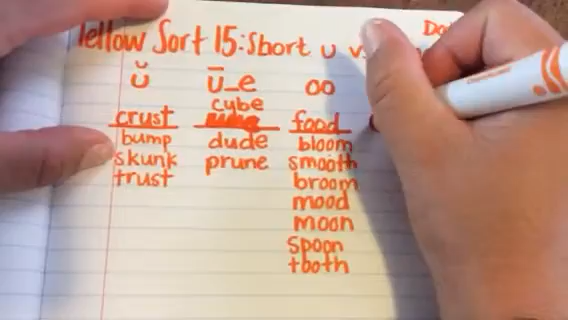 Yellow Sort 15: Short u v
ŭ ū_e oo
cybe
crust food
bump dude bloom
skunk prune smooth
trust broom
mood
moon
spoon
tooth